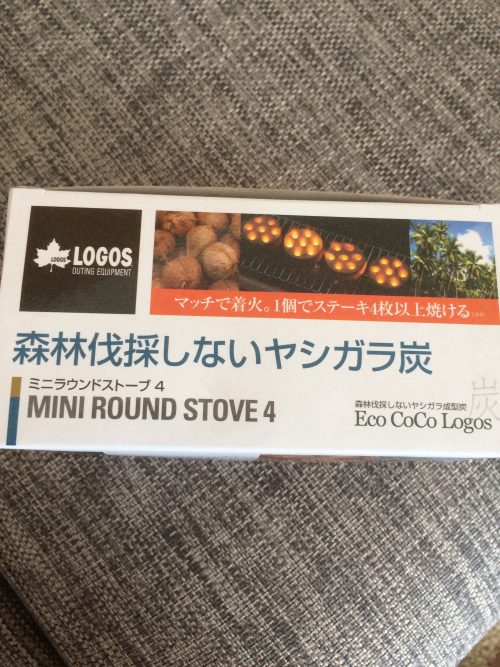 LOGOS
LOGOS
OUTING EQUIPMENT
マッチで着火。1個でステーキ4枚以上焼ける
森林伐採しないヤシガラ炭
ミニラウンドストーブ 4
MINI ROUND STOVE 4
炭
森林伐採しないヤシガラ成型炭
Eco CoCo Logos